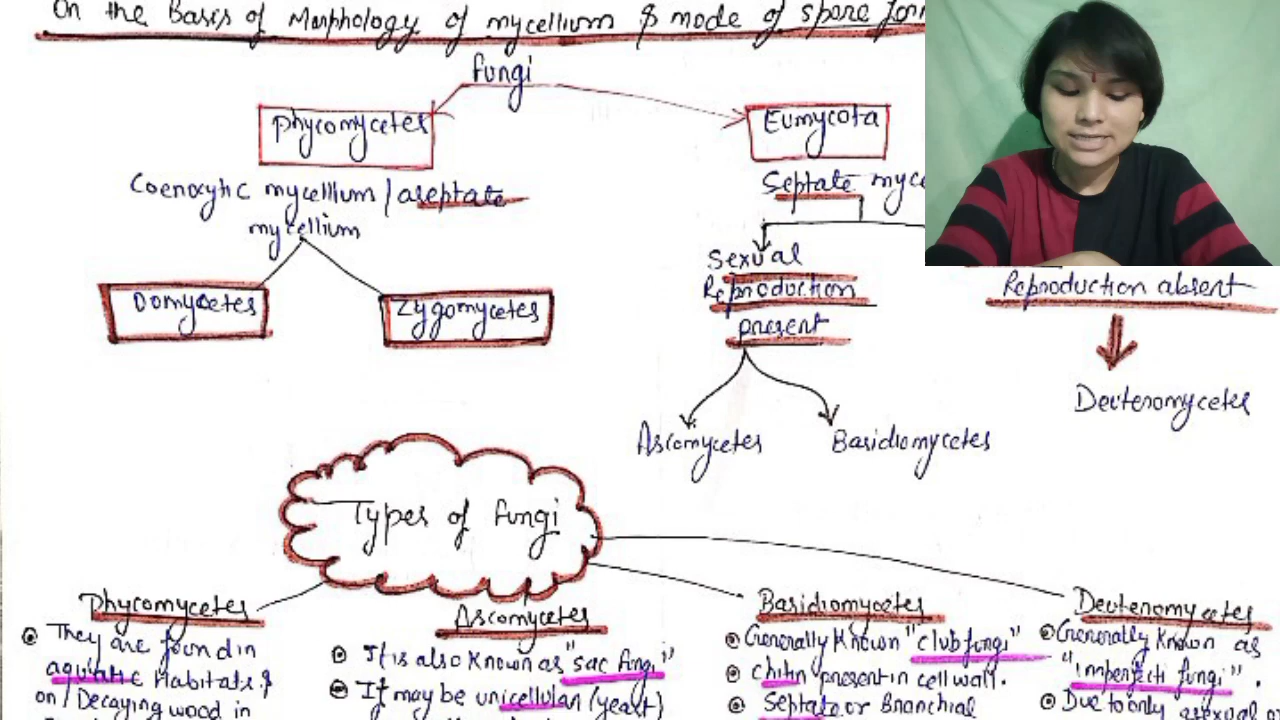 On the Basis of Morphology of mycellium & mode of spore
fungi
Phycomycetes
Eumycota
Coenocytic mycellium / aseptate
mycellium
Septate
Oomycetes
Zygomycetes
Sexual
Reproduction
present
Reproduction absent
Deuteromycetes
Ascomycetes
Basidiomycetes
Types of fungi
Phycomycetes
They are found in
aquatic Habitats &
on / Decaying wood in
Ascomycetes
It is also known as "sac fungi"
It may be unicellular (yeast)
Basidiomycetes
Generally Known "Club fungi"
Chitin present in cell wall.
Septate or Branchial
Deuteromycetes
Generally known as
"imperfecti fungi".
Due to only asexual